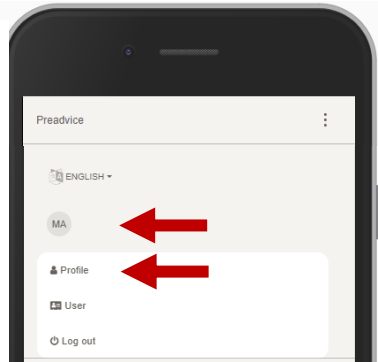 Preadvice
ENGLISH
MA
Profile
User
Log out